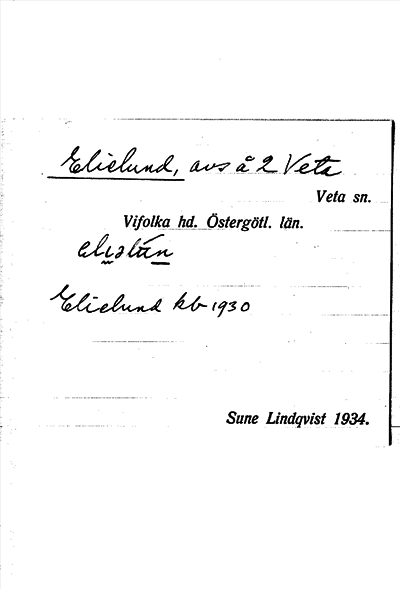 Elielund, avs å 2 Veta
Veta sn.
Vifolka hd. Östergötl. län.
Elielund kb 1930
Sune Lindqvist 1934.